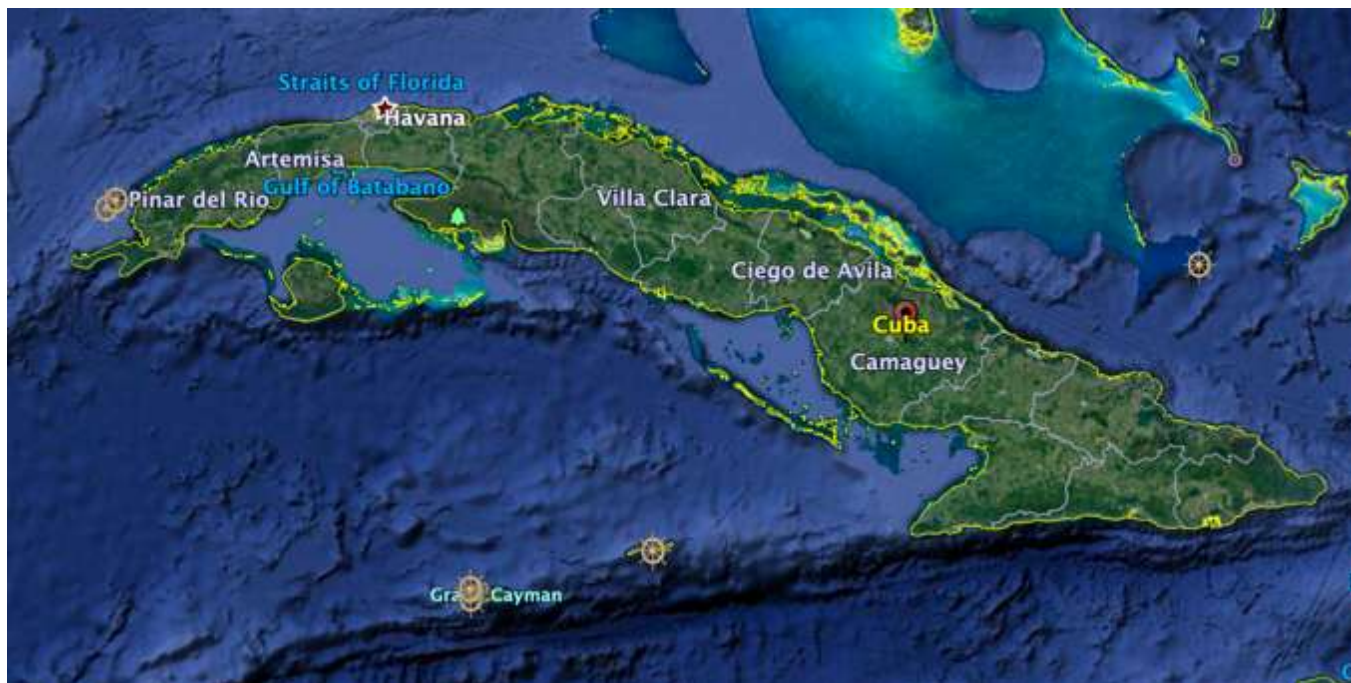 Straits of Florida
Havana
Artemisa
Gulf of Batabano
Pinar del Rio
Villa Clara
Ciego de Avila
Cuba
Camaguey
Cayman